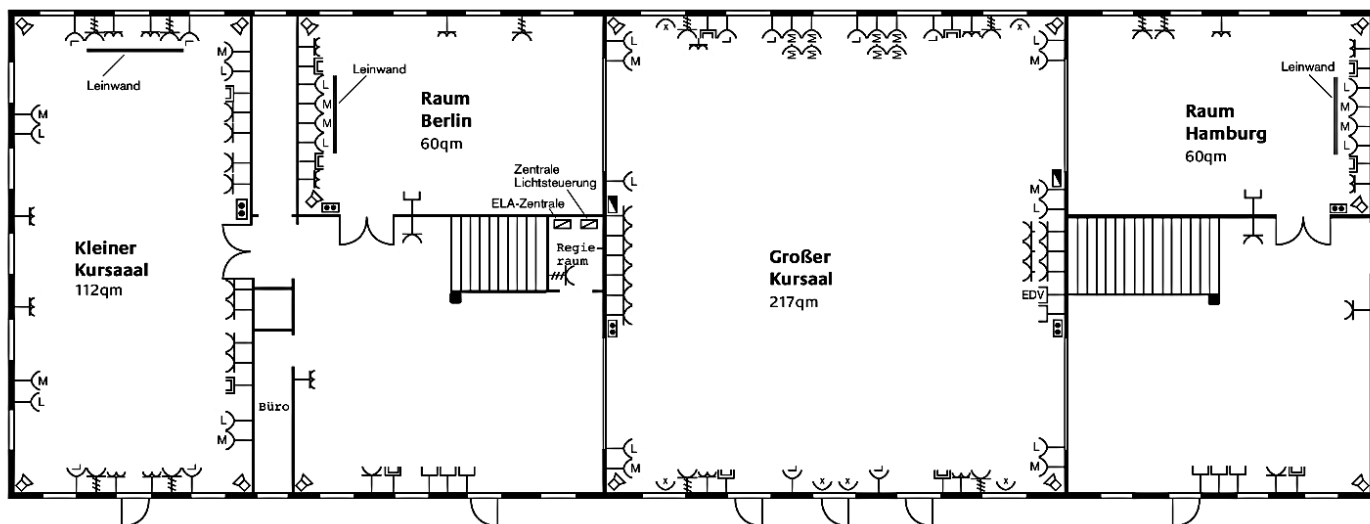 Leinwand
Kleiner
Kursaaal
112qm
Büro
Leinwand
Raum
Berlin
60qm
Zentrale
Lichtsteuerung
ELA-Zentrale
Regie
raum
Großer
Kursaal
217qm
EDV
Leinwand
Raum
Hamburg
60qm
M
L
M
L
M
L
M
L
L
M
L
M
M
L
L
M
L
L
M
L
M
M
L
L
M
L
M
L
M
M
L
X
X
M
M
M
M
M
M
M
M
X
X
X
X